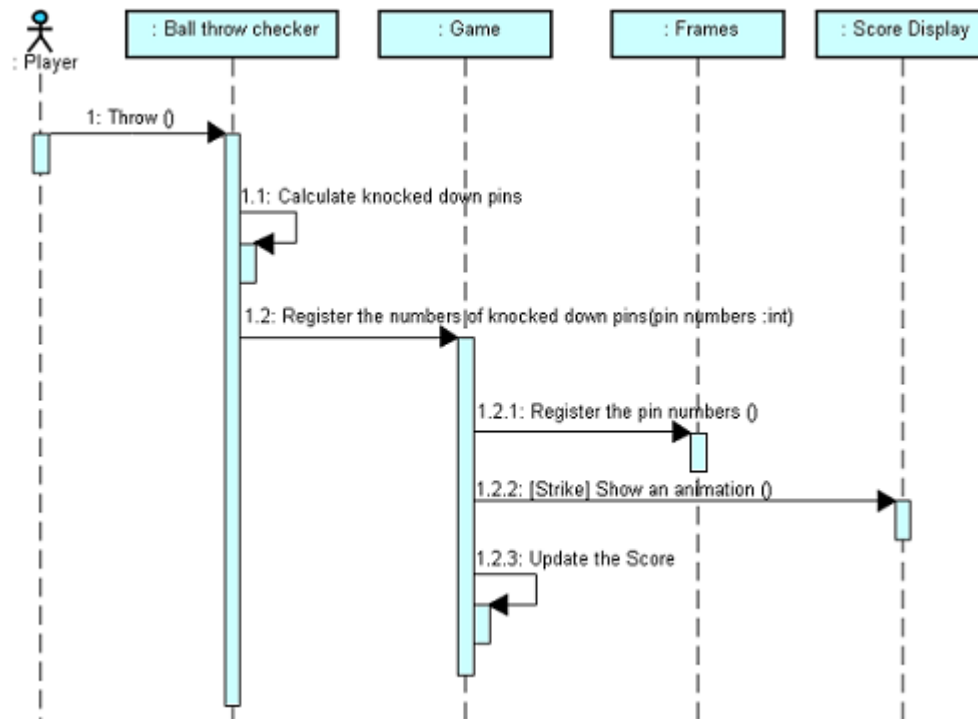 : Player
: Ball throw checker
: Game
: Frames
: Score Display
1: Throw ()
1.1: Calculate knocked down pins
1.2: Register the numbers of knocked down pins(pin numbers :int)
1.2.1: Register the pin numbers ()
1.2.2: [Strike] Show an animation ()
1.2.3: Update the Score